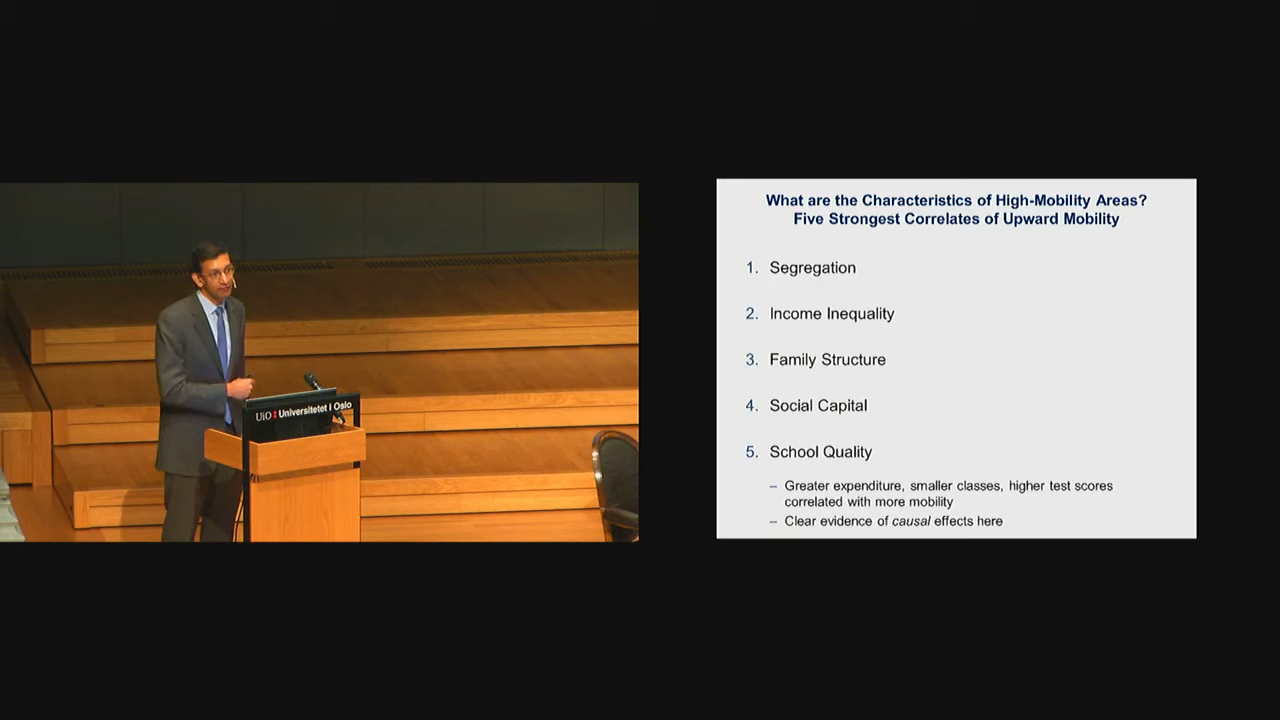 UiO Universitetet i Oslo
What are the Characteristics of High-Mobility Areas?
Five Strongest Correlates of Upward Mobility
1. Segregation
2. Income Inequality
3. Family Structure
4. Social Capital
5. School Quality
– Greater expenditure, smaller classes, higher test scores
correlated with more mobility
– Clear evidence of causal effects here